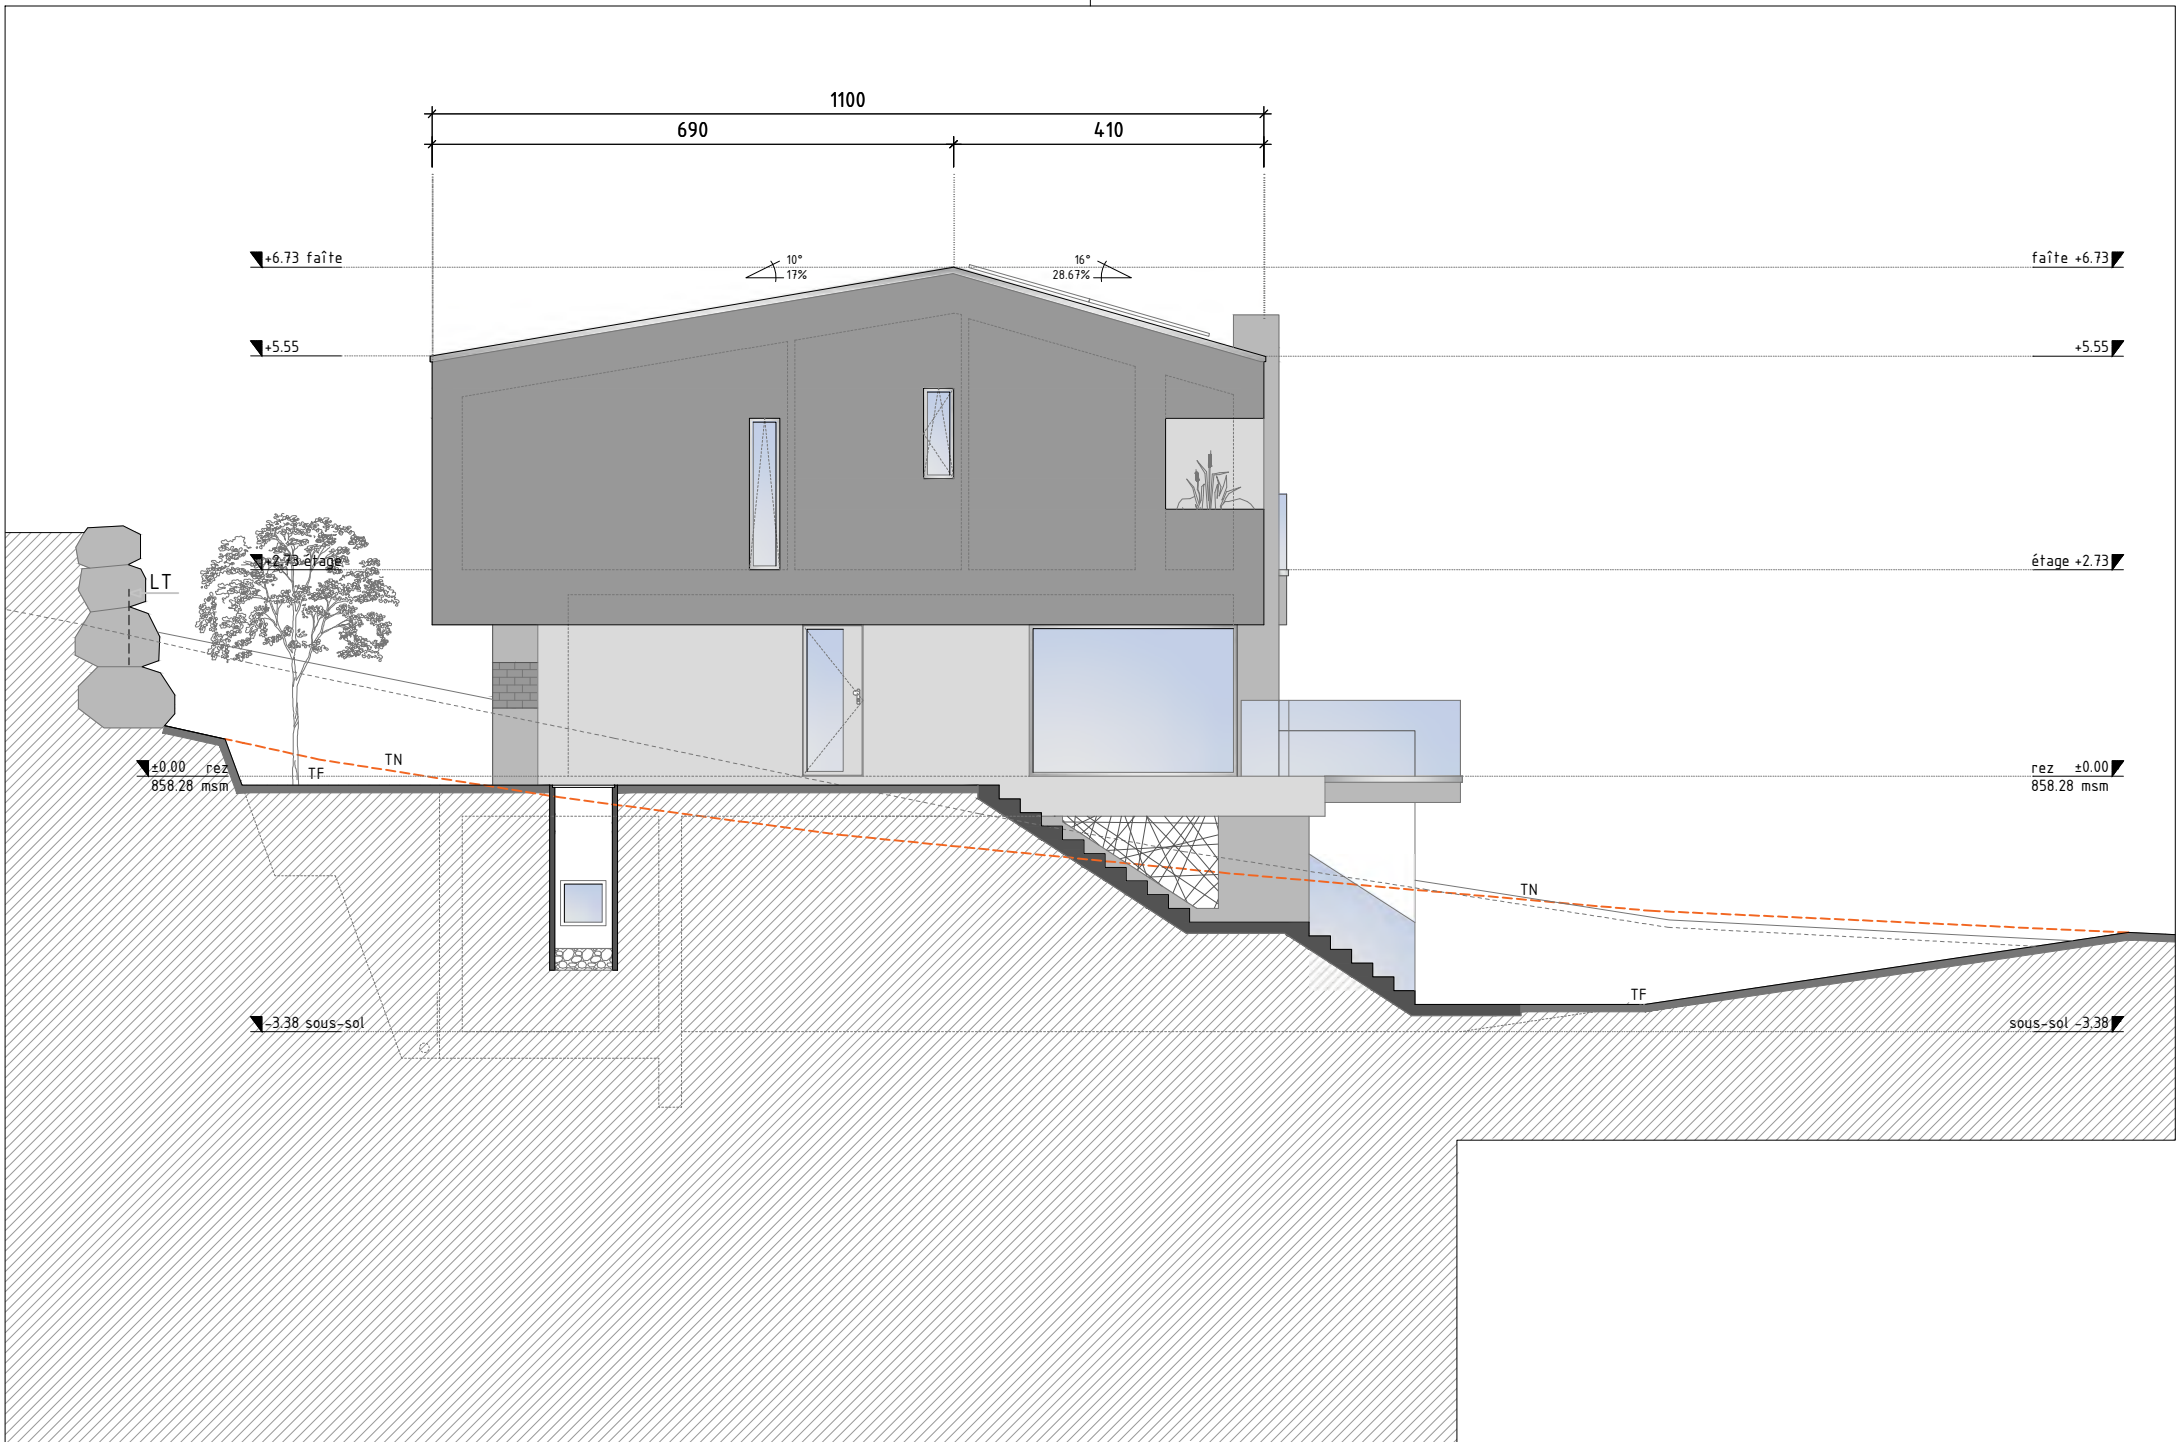 1100
690
410
+6.73 faîte
10°
17%
16°
28.67%
faîte +6.73
+5.55
+5.55
+2.73 étage
étage +2.73
LT
TN
TF
±0.00 rez
858.28 msm
rez ±0.00
858.28 msm
TN
TF
-3.38 sous-sol
sous-sol -3.38